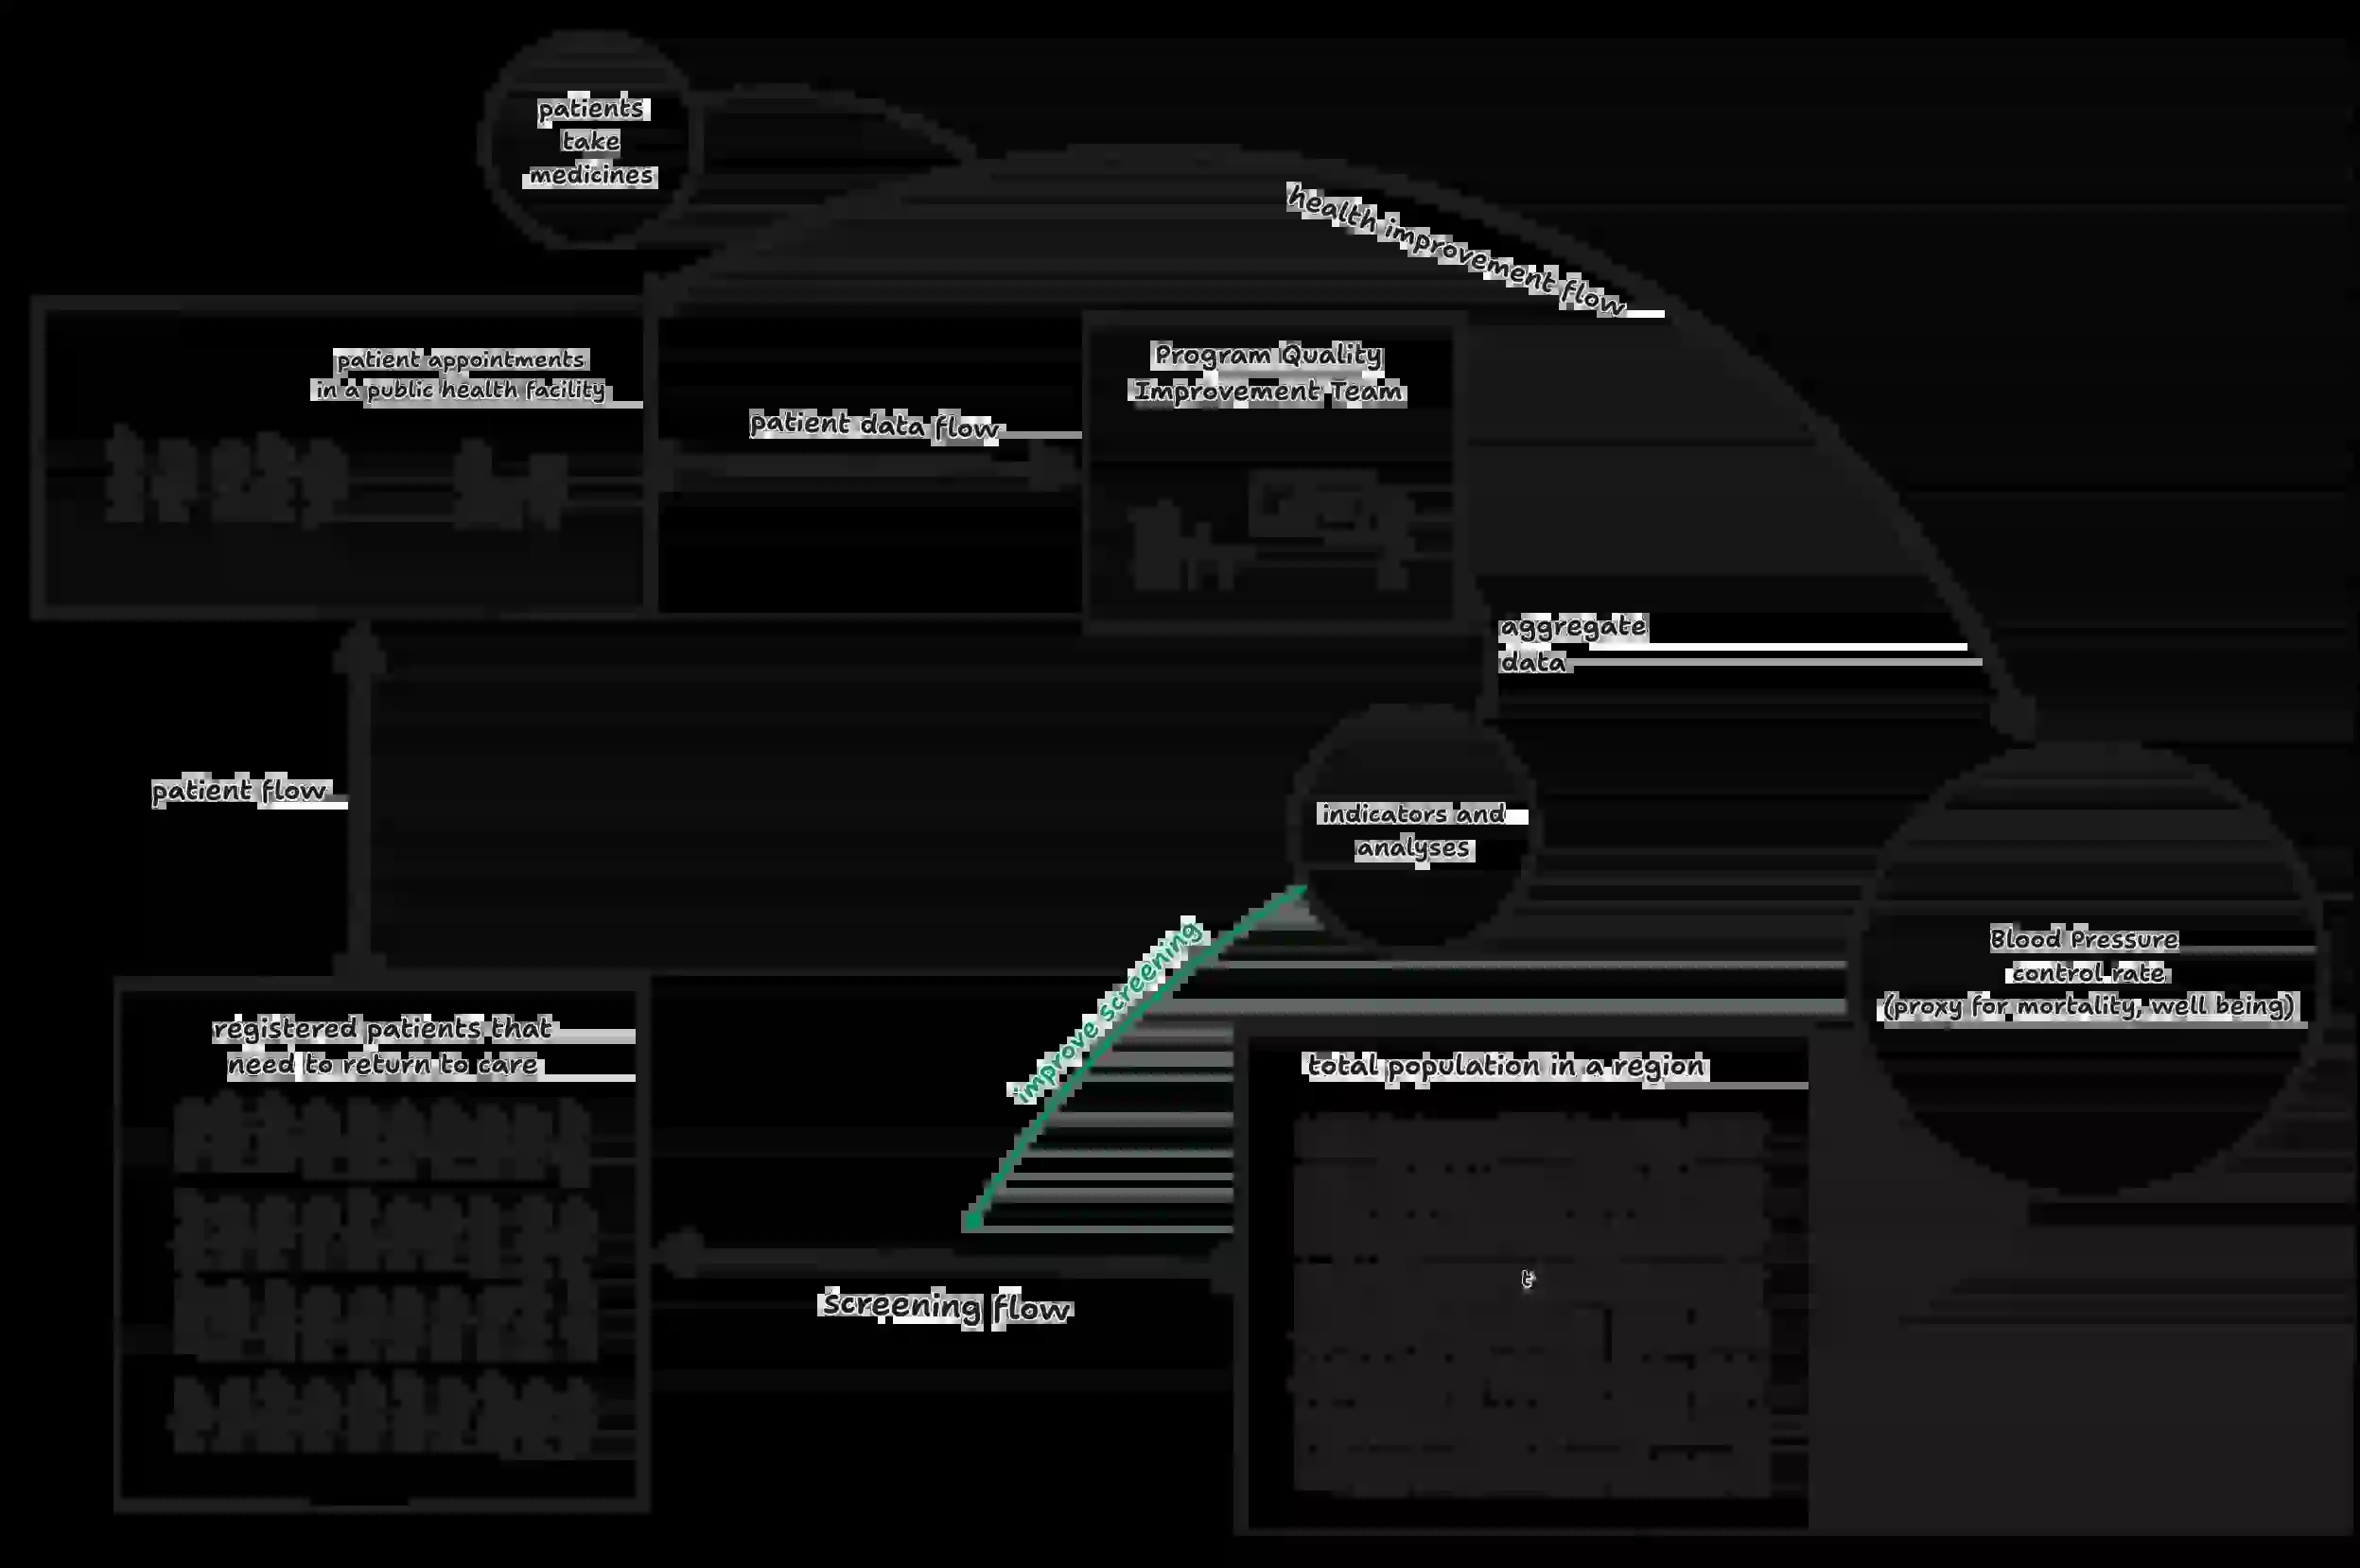 patients
take
medicines
health improvement flow
patient appointments
in a public health facility
patient data flow
Program Quality
Improvement Team
aggregate
data
patient flow
indicators and
analyses
improve screening
Blood Pressure
control rate
(proxy for mortality, well being)
registered patients that
need to return to care
total population in a region
t
screening flow